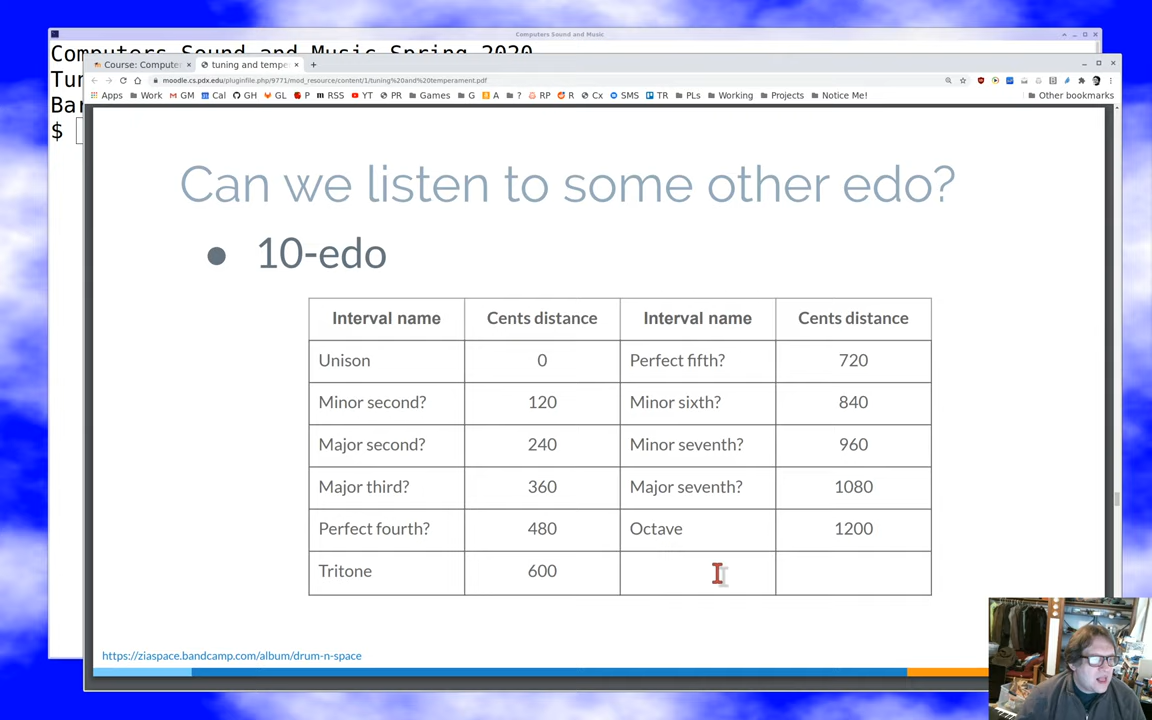 Computers Sound and Music
Computers Sound and Music Spring 2020
Course: Compute × tuning and tempe × +
moodle.cs.pdx.edu/pluginfile.php/9771/mod_resource/content/1/tuning%20and%20temperament.pdf
Apps Work GM Cal GH GL P RSS YT PR Games G A ? RP R Cx SMS TR PLs Working Projects Notice Me! Other bookmarks
Tu
Ba
$
Can we listen to some other edo?
● 10-edo
Interval name Cents distance Interval name Cents distance
Unison 0 Perfect fifth? 720
Minor second? 120 Minor sixth? 840
Major second? 240 Minor seventh? 960
Major third? 360 Major seventh? 1080
Perfect fourth? 480 Octave 1200
Tritone 600
https://ziaspace.bandcamp.com/album/drum-n-space